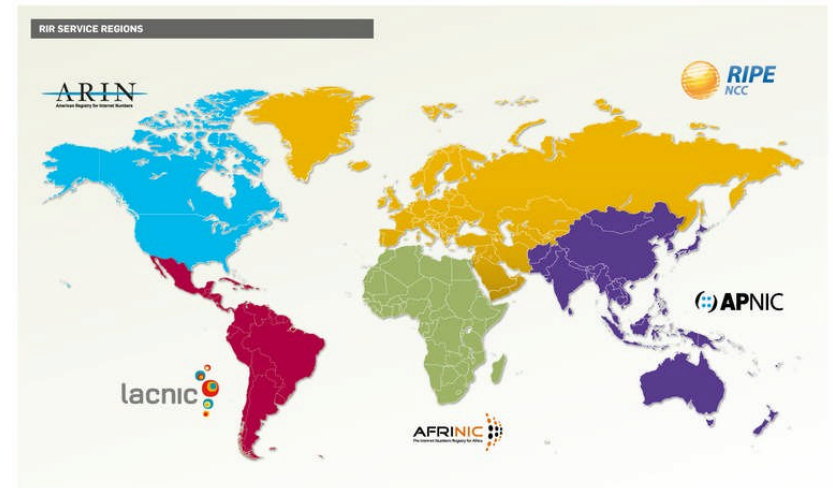 RIR SERVICE REGIONS
ARIN
American Registry for Internet Numbers
RIPE
NCC
APNIC
lacnic
AFRINIC
The Internet Numbers Registry for Africa